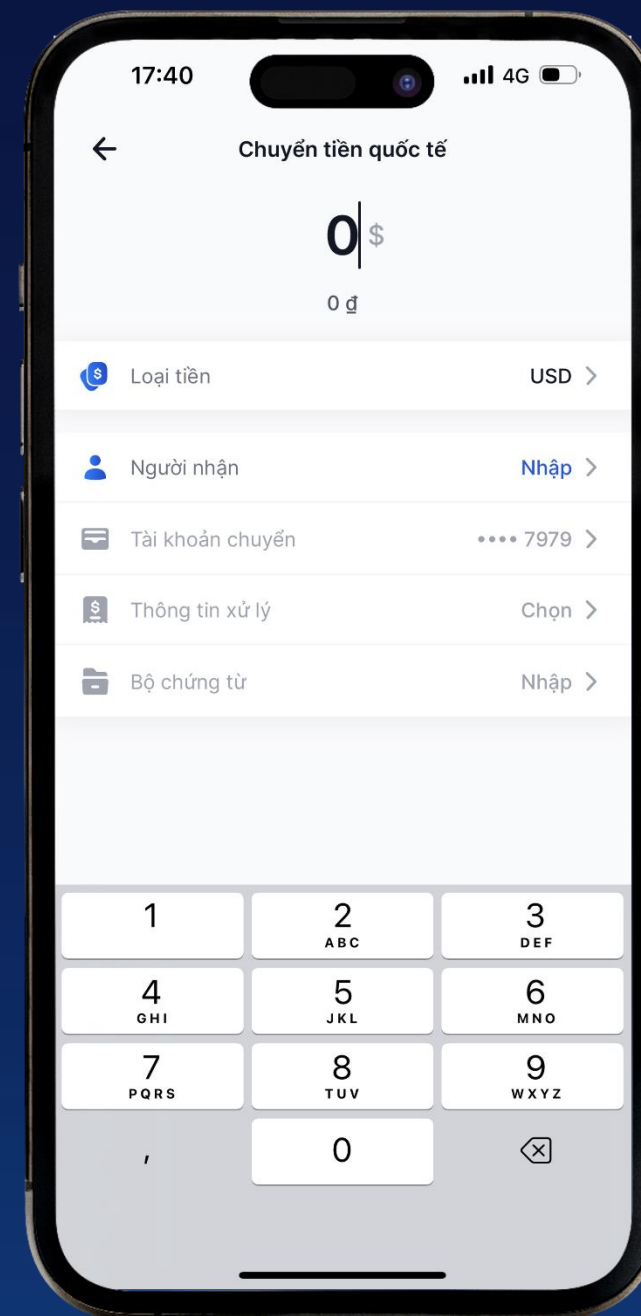 17:40 4G
Chuyển tiền quốc tế
0 $
0 ₫
Loại tiền USD
Người nhận Nhập
Tài khoản chuyển •••• 7979
Thông tin xử lý Chọn
Bộ chứng từ Nhập
1 2 3
ABC DEF
4 5 6
GHI JKL MNO
7 8 9
PQRS TUV WXYZ
, 0